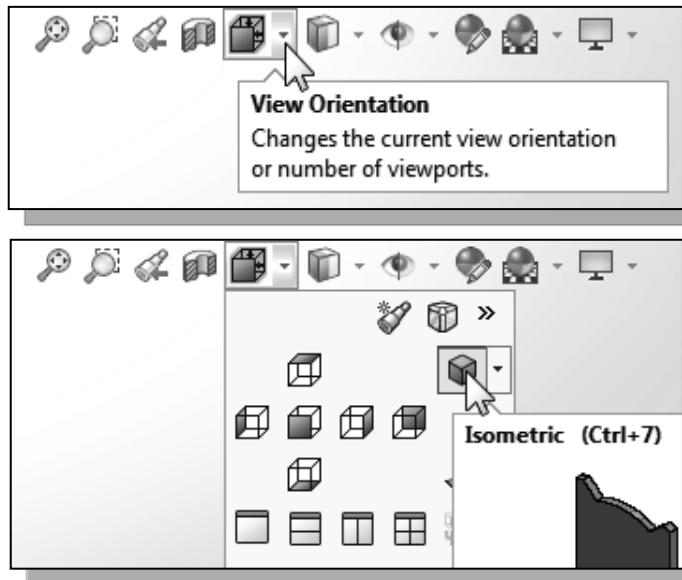 View Orientation
Changes the current view orientation
or number of viewports.
Isometric (Ctrl+7)